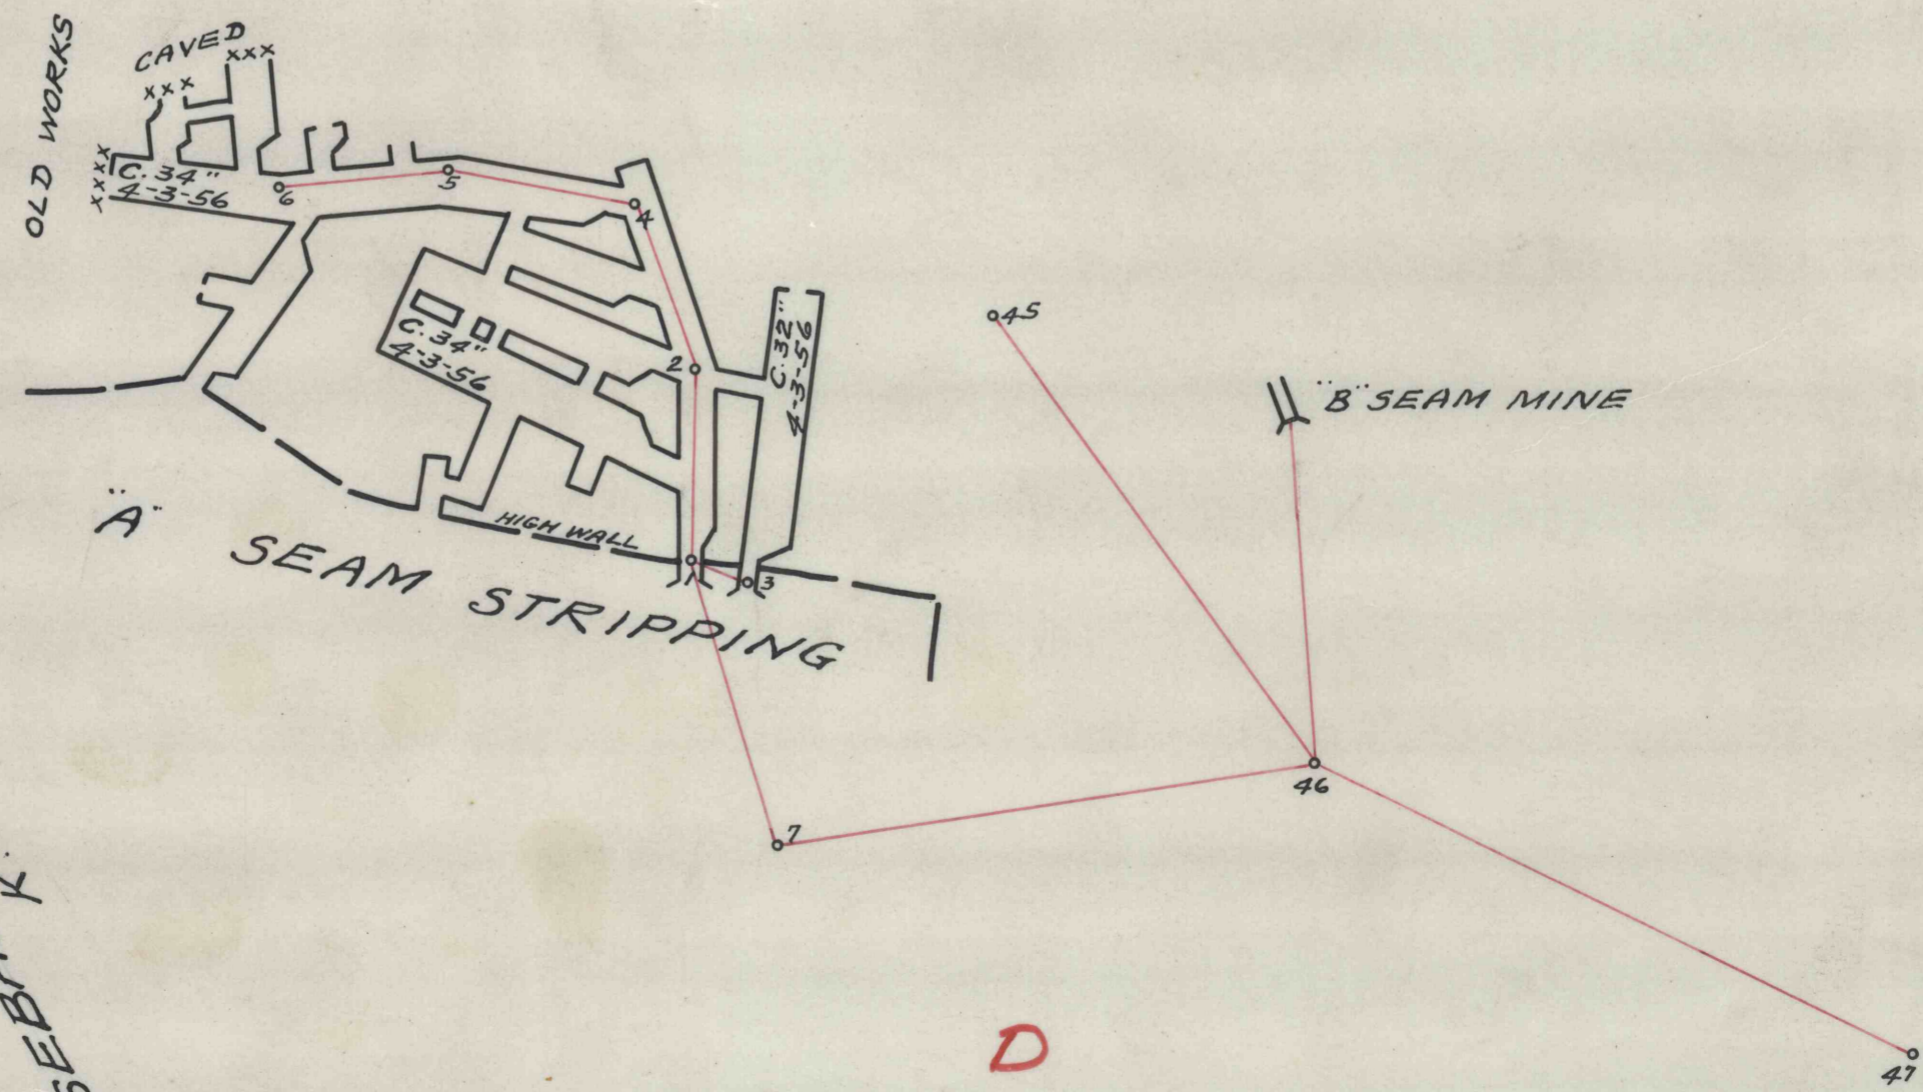 OLD WORKS
CAVED
xxx
xxx
xxxx
C. 34"
4-3-56
6
5
4
C. 34"
4-3-56
2
C. 32"
4-3-56
45
"B" SEAM MINE
HIGH WALL
1
3
"A" SEAM STRIPPING
7
46
47
D